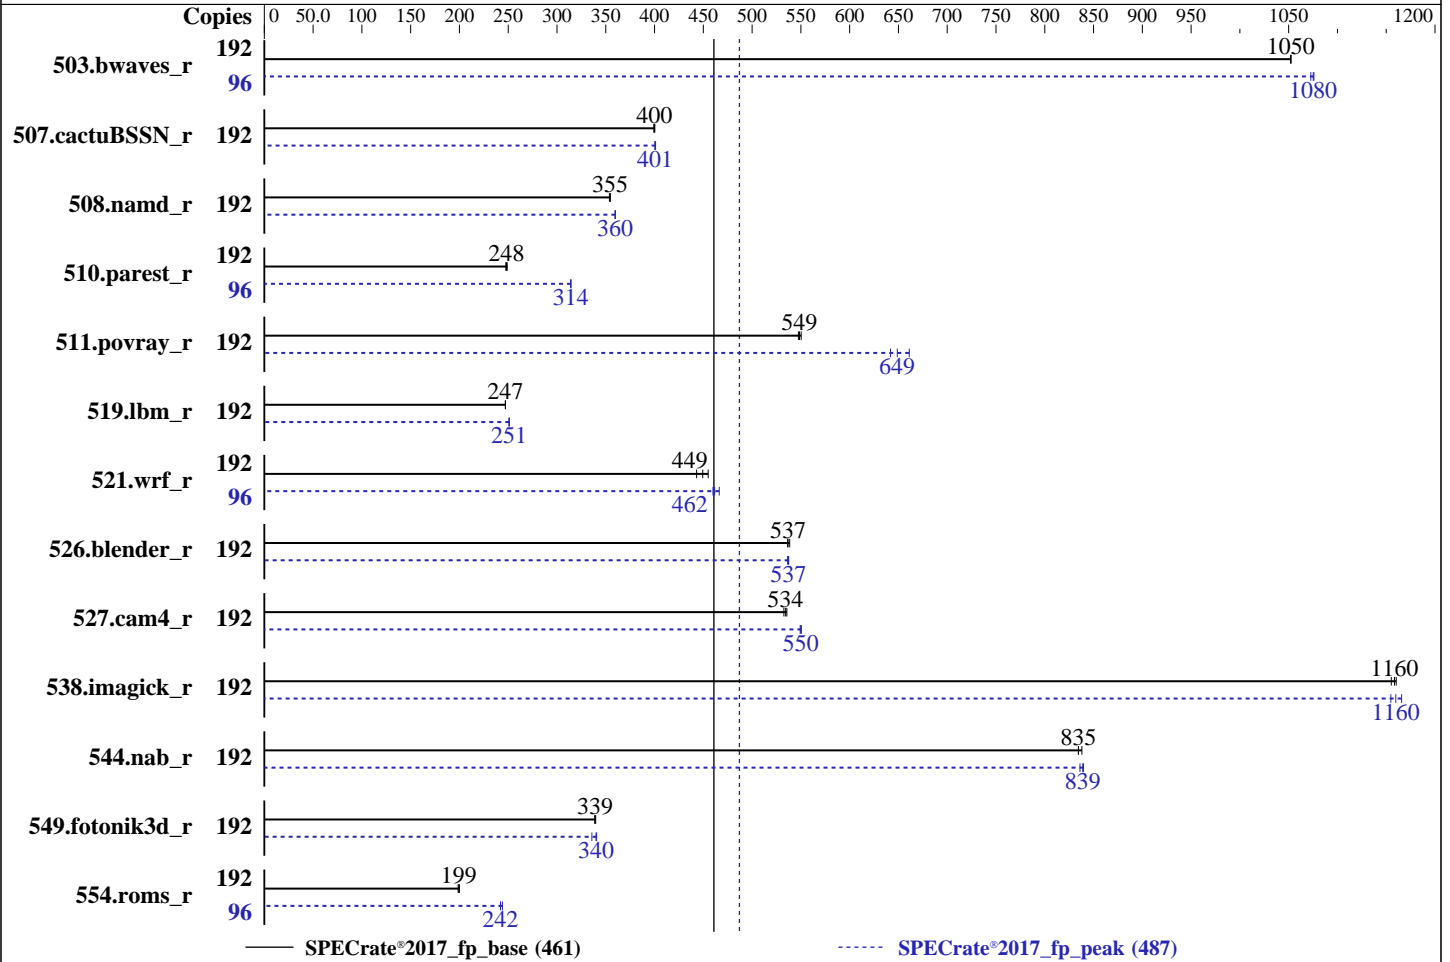 Copies 0 50.0 100 150 200 250 300 350 400 450 500 550 600 650 700 750 800 850 900 950 1050 1200
503.bwaves_r 192 1050
96 1080
507.cactuBSSN_r 192 400
401
508.namd_r 192 355
360
510.parest_r 192 248
96 314
511.povray_r 192 549
649
519.lbm_r 192 247
251
521.wrf_r 192 449
96 462
526.blender_r 192 537
537
527.cam4_r 192 534
550
538.imagick_r 192 1160
1160
544.nab_r 192 835
839
549.fotonik3d_r 192 339
340
554.roms_r 192 199
96 242
SPECrate®2017_fp_base (461) SPECrate®2017_fp_peak (487)